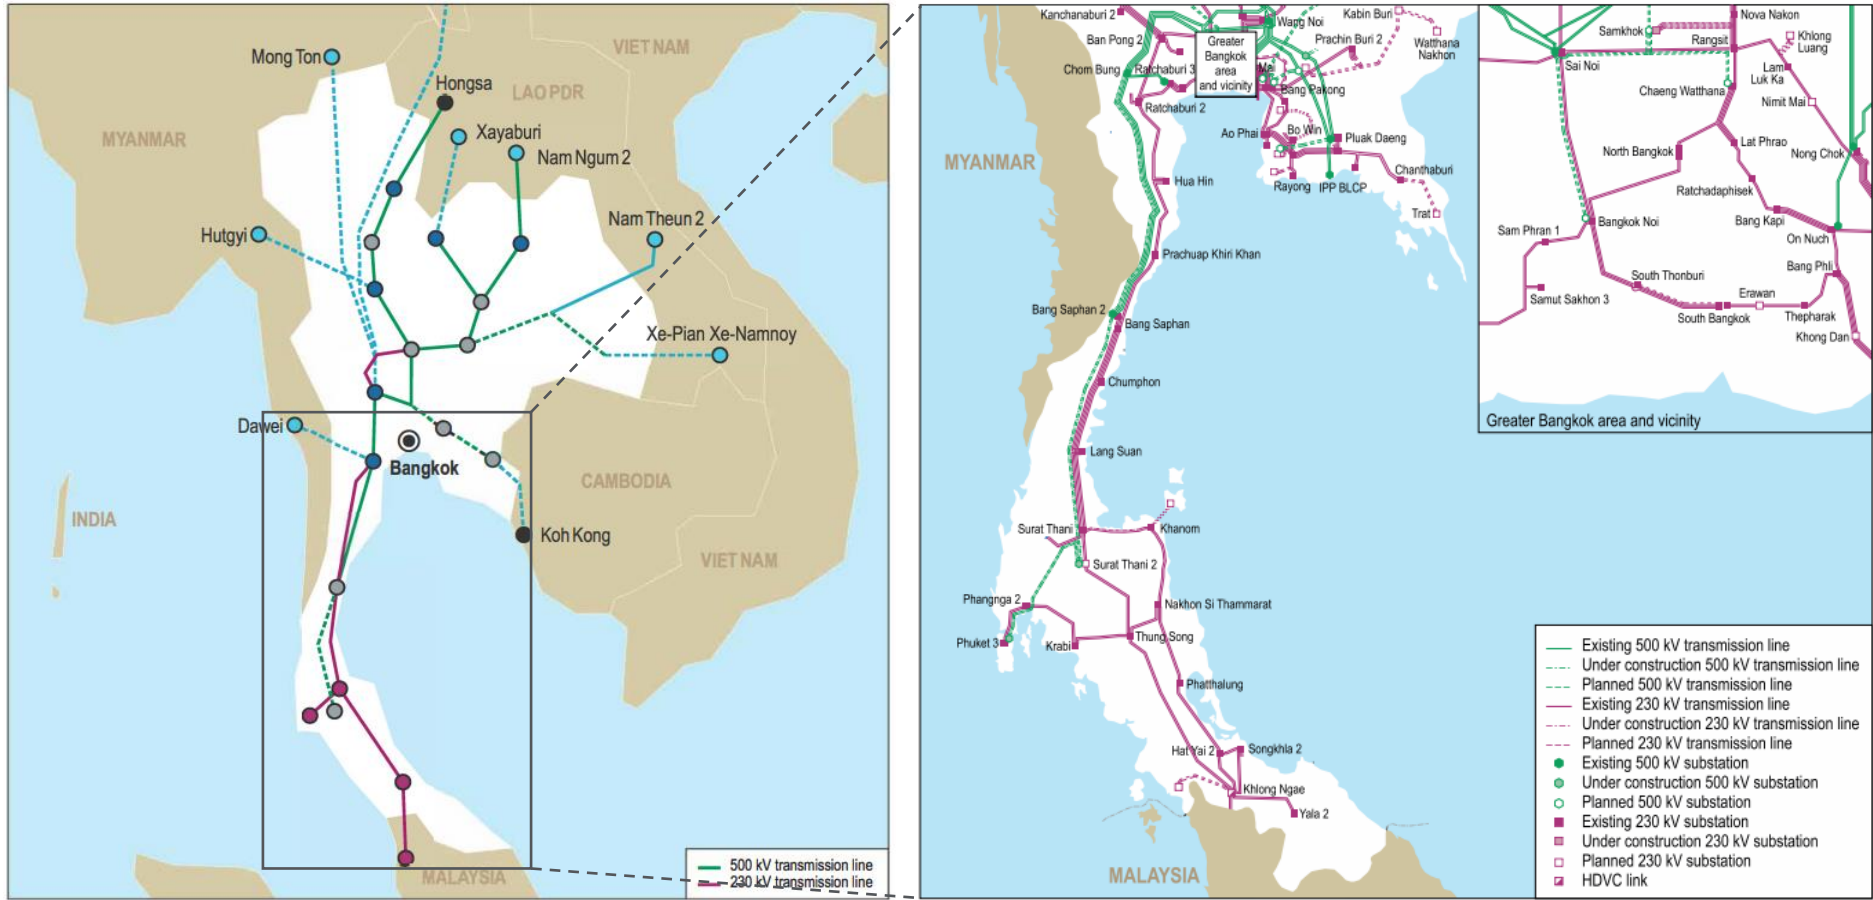 Mong Ton
VIET NAM
Hongsa
LAO PDR
MYANMAR
Xayaburi
Nam Ngum 2
Nam Theun 2
Hutgyi
Xe-Pian Xe-Namnoy
Dawei
Bangkok
CAMBODIA
INDIA
Koh Kong
VIET NAM
MALAYSIA
500 kV transmission line
230 kV transmission line
Kanchanaburi 2
Wang Noi
Kabin Buri
Ban Pong 2
Greater
Bangkok
area
and vicinity
Prachin Buri 2
Watthana
Nakhon
Chom Bung
Ratchaburi 3
Bang Pakong
Ratchaburi 2
Ao Phai
Bo Win
Pluak Daeng
MYANMAR
Chanthaburi
Hua Hin
Rayong
IPP BLCP
Trat
Prachuap Khiri Khan
Bang Saphan 2
Bang Saphan
Chumphon
Lang Suan
Surat Thani
Khanom
Surat Thani 2
Phangnga 2
Nakhon Si Thammarat
Phuket 3
Krabi
Thung Song
Phatthalung
Hat Yai 2
Songkhla 2
Khlong Ngae
Yala 2
MALAYSIA
Nova Nakon
Samkhok
Rangsit
Khlong
Luang
Sai Noi
Lam
Luk Ka
Chaeng Watthana
Nimit Mai
Lat Phrao
North Bangkok
Nong Chok
Ratchadaphisek
Bang Kapi
Bangkok Noi
Sam Phran 1
On Nuch
Bang Phli
South Thonburi
Samut Sakhon 3
Erawan
South Bangkok
Thepharak
Khong Dan
Greater Bangkok area and vicinity
Existing 500 kV transmission line
Under construction 500 kV transmission line
Planned 500 kV transmission line
Existing 230 kV transmission line
Under construction 230 kV transmission line
Planned 230 kV transmission line
Existing 500 kV substation
Under construction 500 kV substation
Planned 500 kV substation
Existing 230 kV substation
Under construction 230 kV substation
Planned 230 kV substation
HDVC link